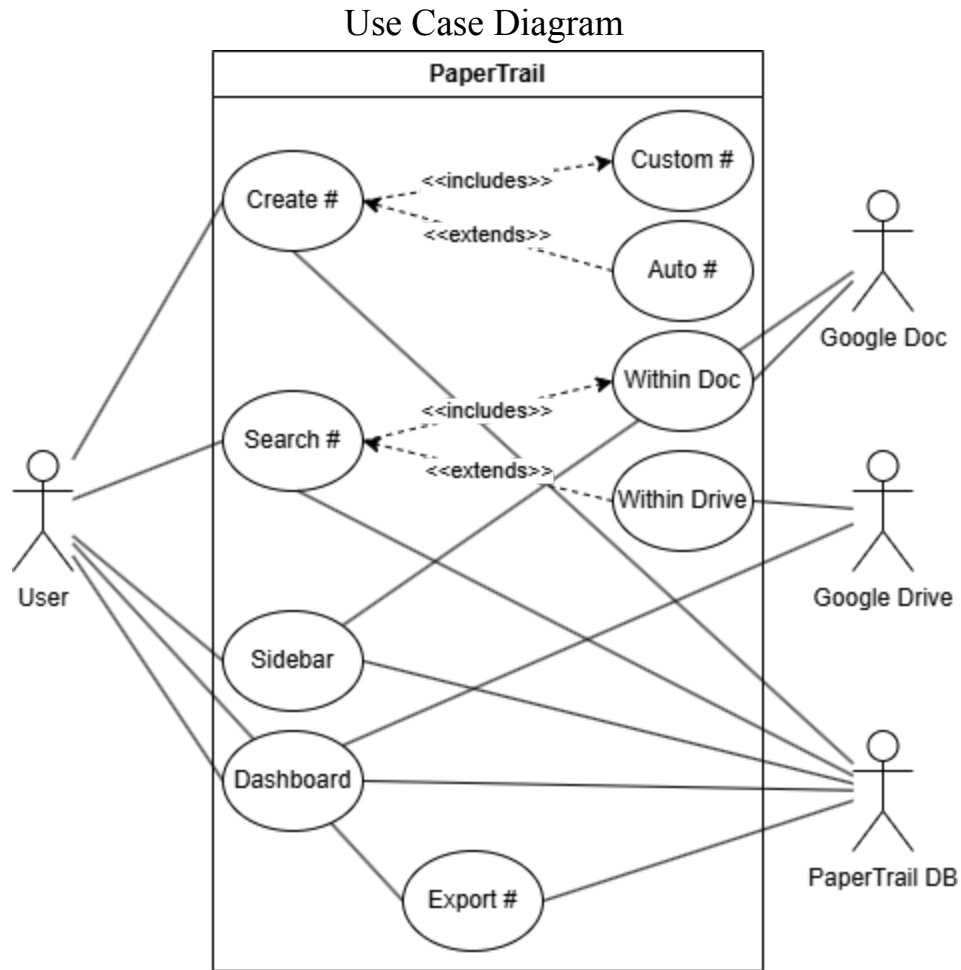 Use Case Diagram
PaperTrail
Create #
<<includes>>
Custom #
<<extends>>
Auto #
Google Doc
Search #
<<includes>>
Within Doc
<<extends>>
Within Drive
User
Google Drive
Sidebar
Dashboard
PaperTrail DB
Export #